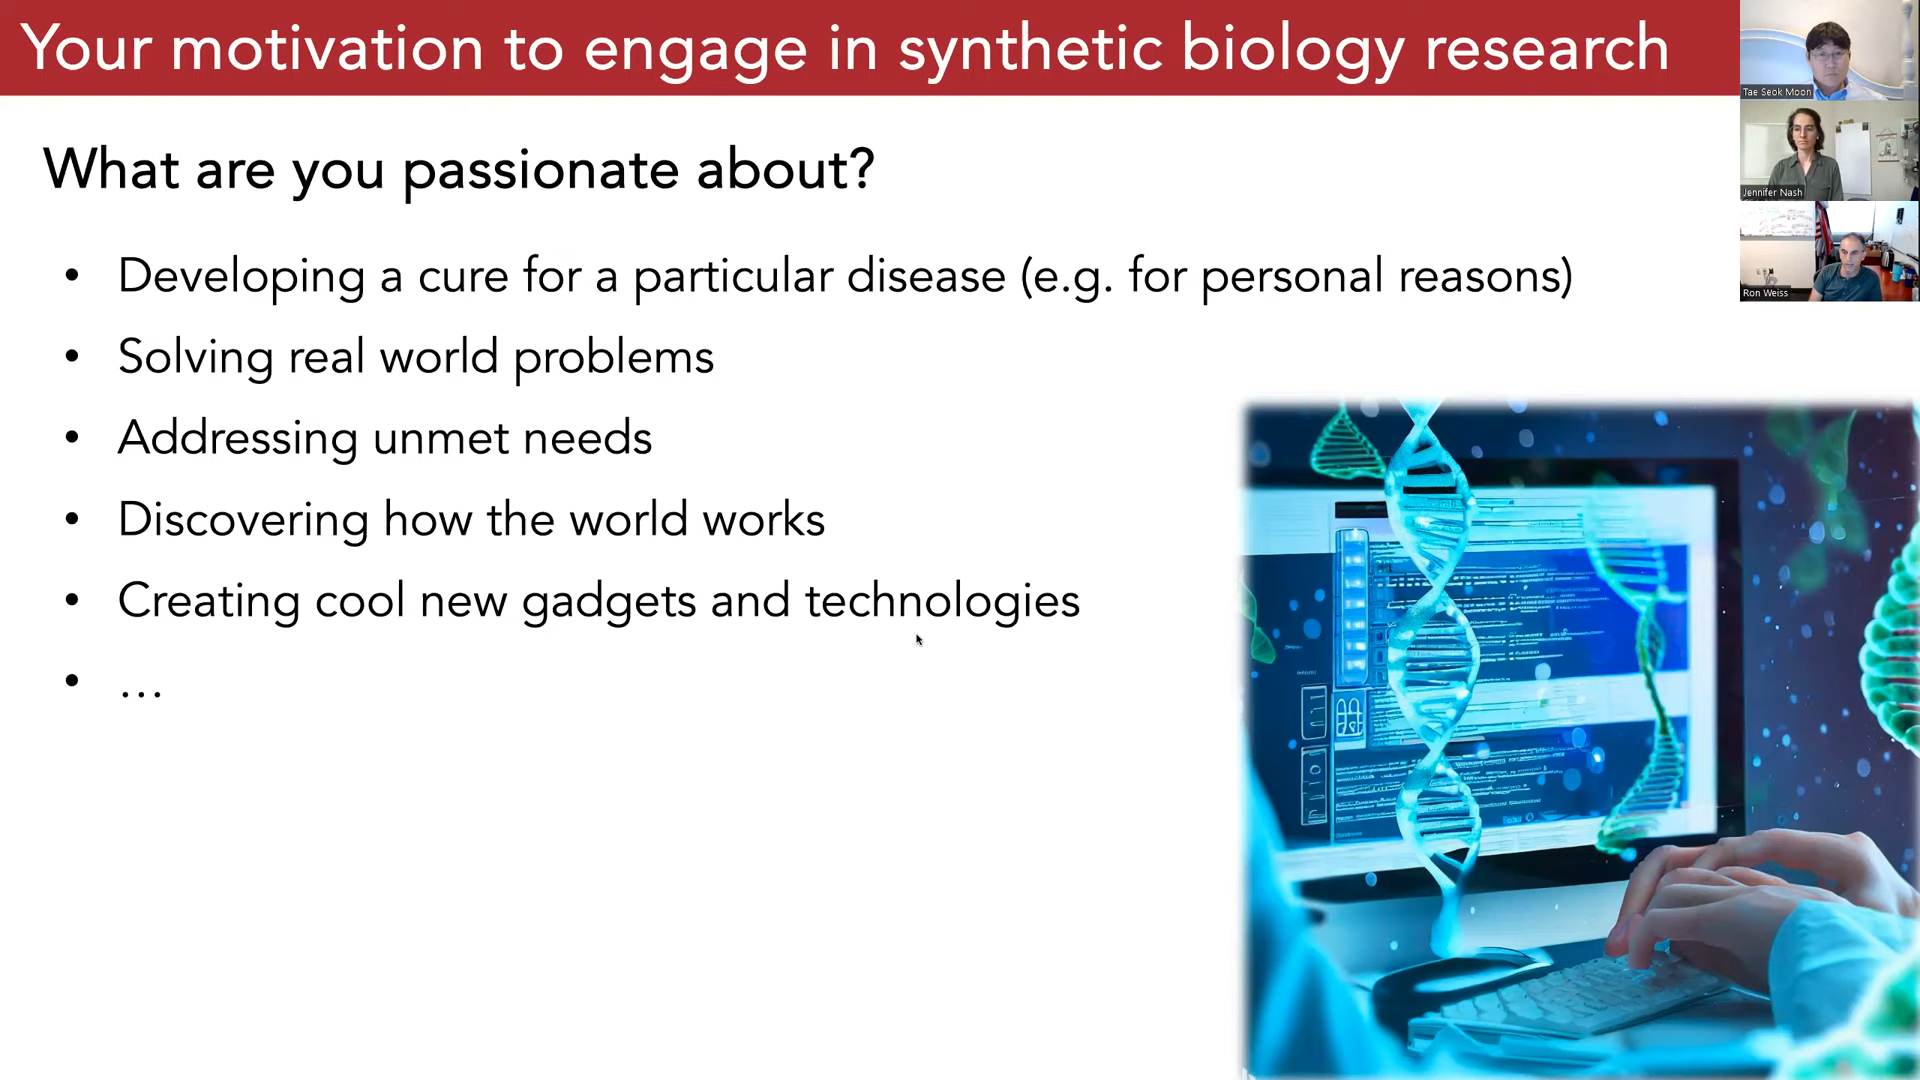 Your motivation to engage in synthetic biology research
What are you passionate about?
• Developing a cure for a particular disease (e.g. for personal reasons)
• Solving real world problems
• Addressing unmet needs
• Discovering how the world works
• Creating cool new gadgets and technologies
• ...
Tae Seok Moon
Jennifer Nash
Ron Weiss